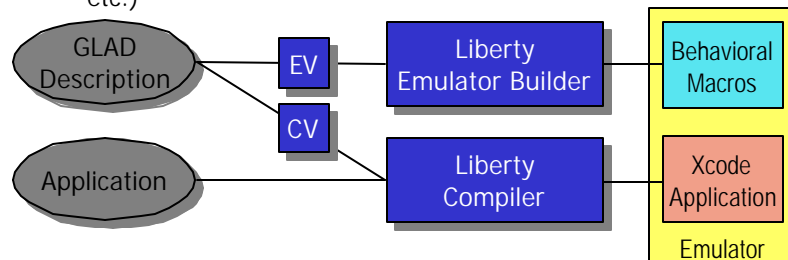 etc.)
GLAD
Description
EV
Liberty
Emulator Builder
Behavioral
Macros
CV
Application
Liberty
Compiler
Xcode
Application
Emulator